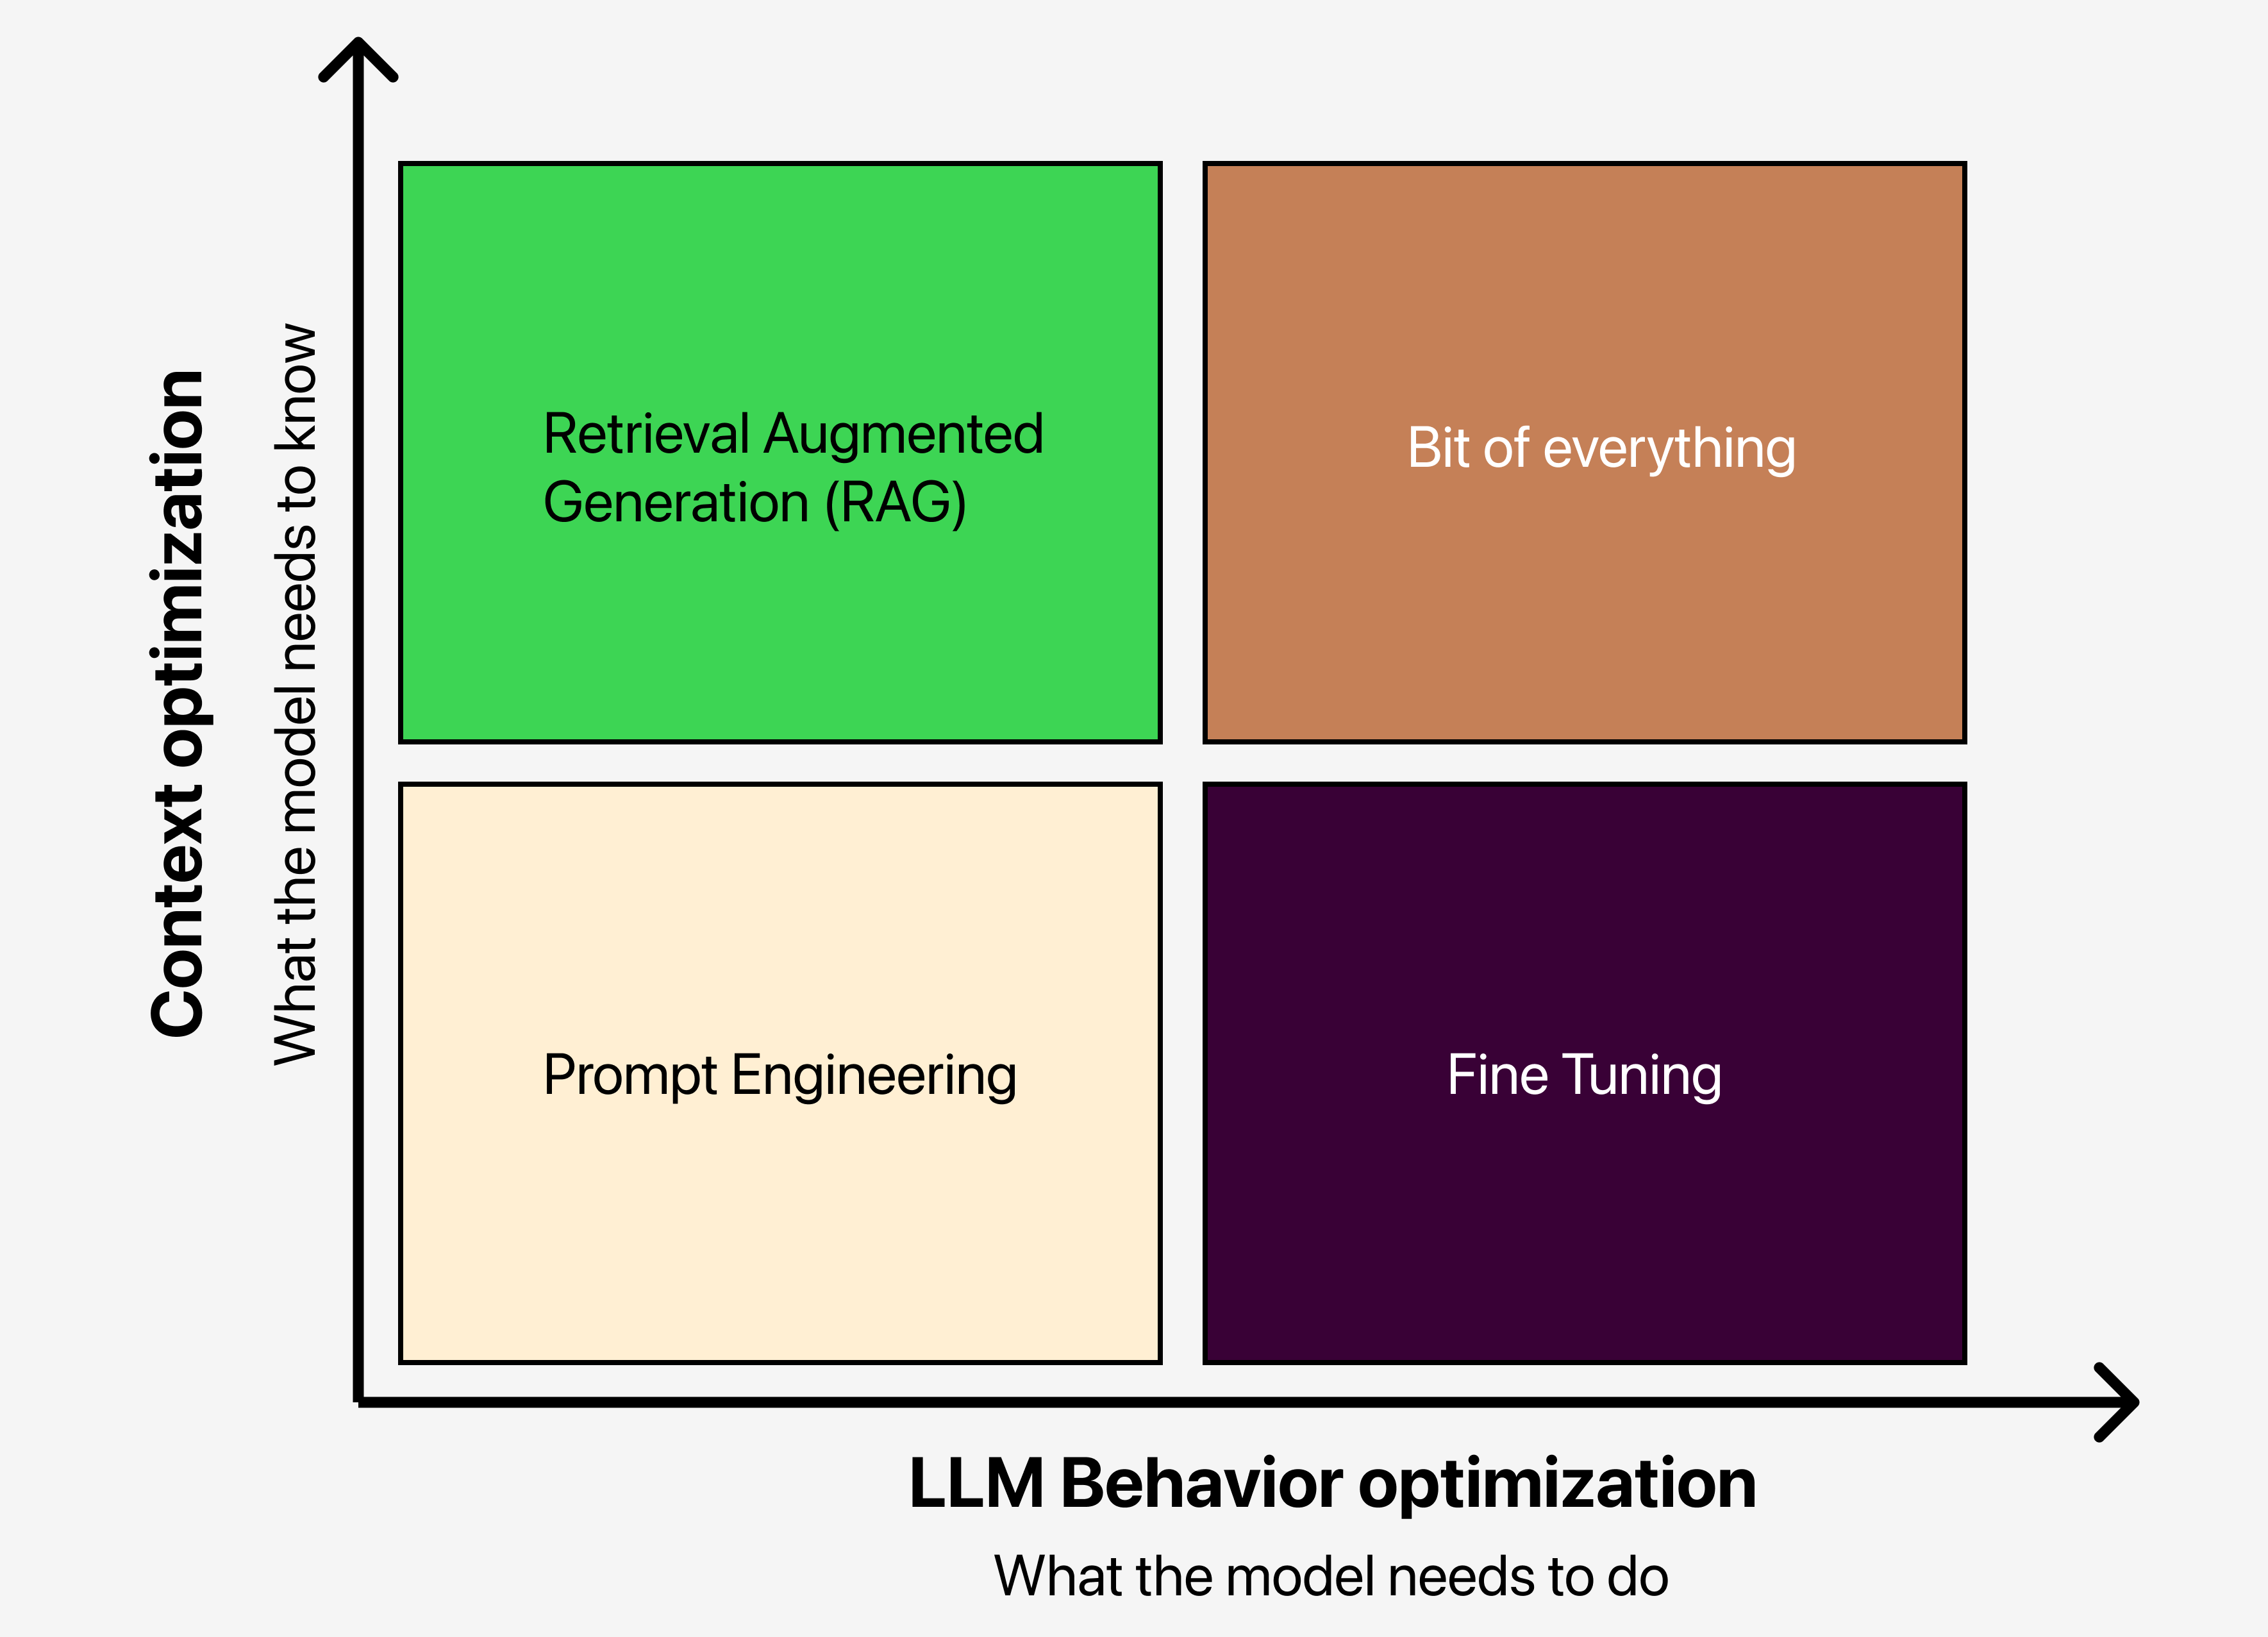 Context optimization
What the model needs to know
Retrieval Augmented
Generation (RAG)
Bit of everything
Prompt Engineering
Fine Tuning
LLM Behavior optimization
What the model needs to do